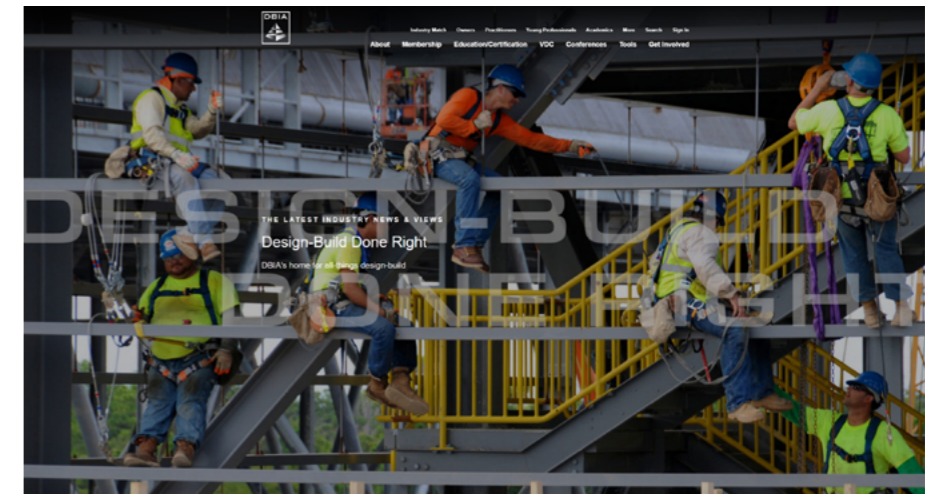 DBIA
Industry Match Owners Practitioners Young Professionals Academics More Search Sign In
About Membership Education/Certification VDC Conferences Tools Get Involved
DESIGN-BUILD
THE LATEST INDUSTRY NEWS & VIEWS
Design-Build Done Right
DBIA's home for all things design-build
DONE RIGHT